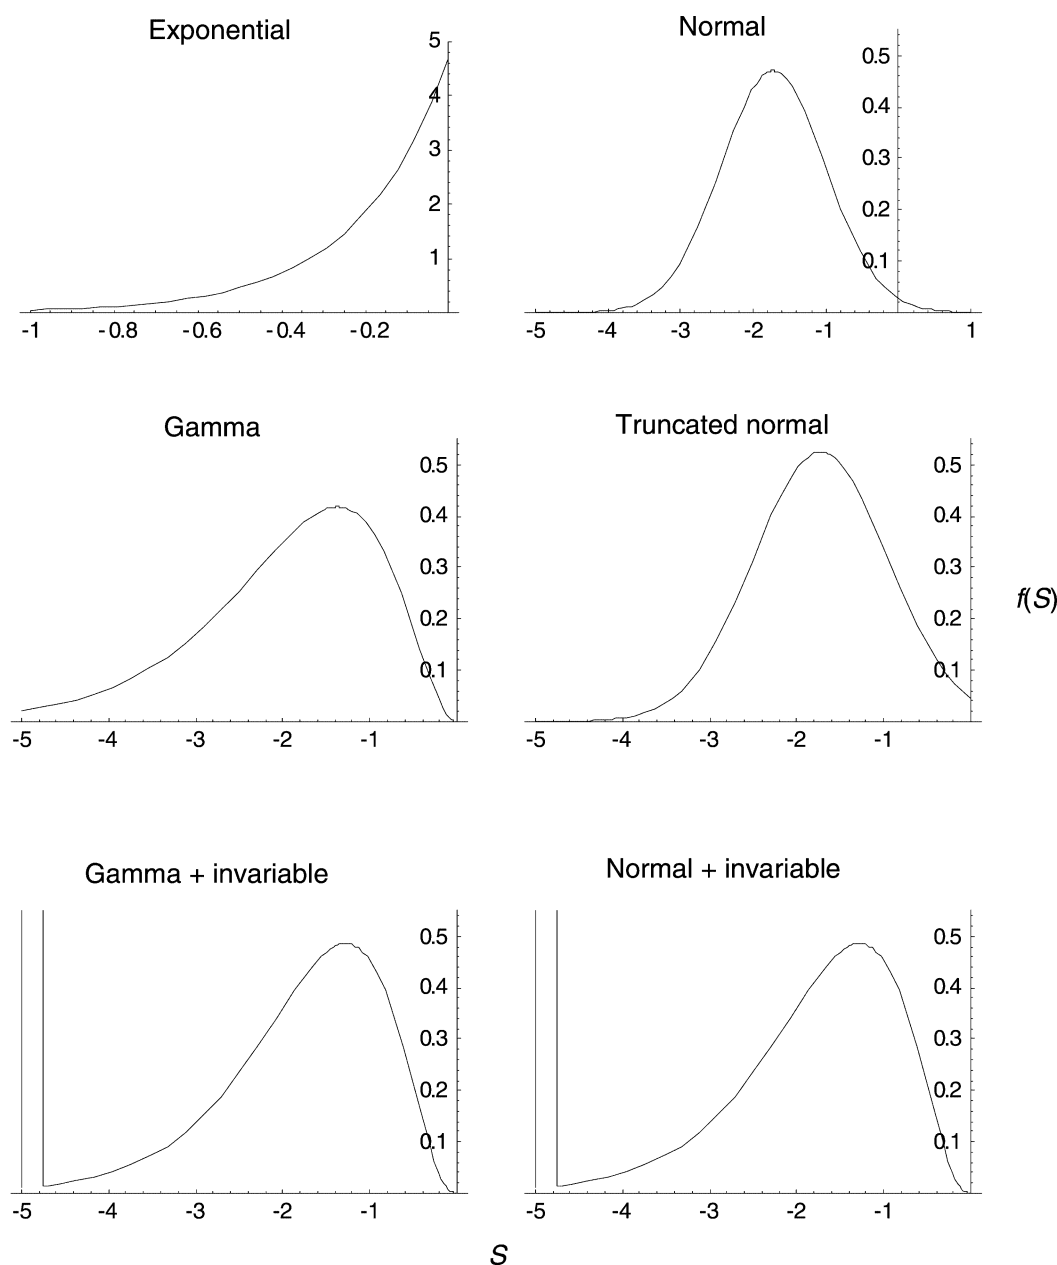 Exponential
5
4
3
2
1
-1 -0.8 -0.6 -0.4 -0.2
Normal
0.5
0.4
0.3
0.2
0.1
-5 -4 -3 -2 -1 1
Gamma
0.5
0.4
0.3
0.2
0.1
-5 -4 -3 -2 -1
Truncated normal
0.5
0.4
0.3
0.2
0.1
-5 -4 -3 -2 -1
f(S)
Gamma + invariable
0.5
0.4
0.3
0.2
0.1
-5 -4 -3 -2 -1
Normal + invariable
0.5
0.4
0.3
0.2
0.1
-5 -4 -3 -2 -1
S